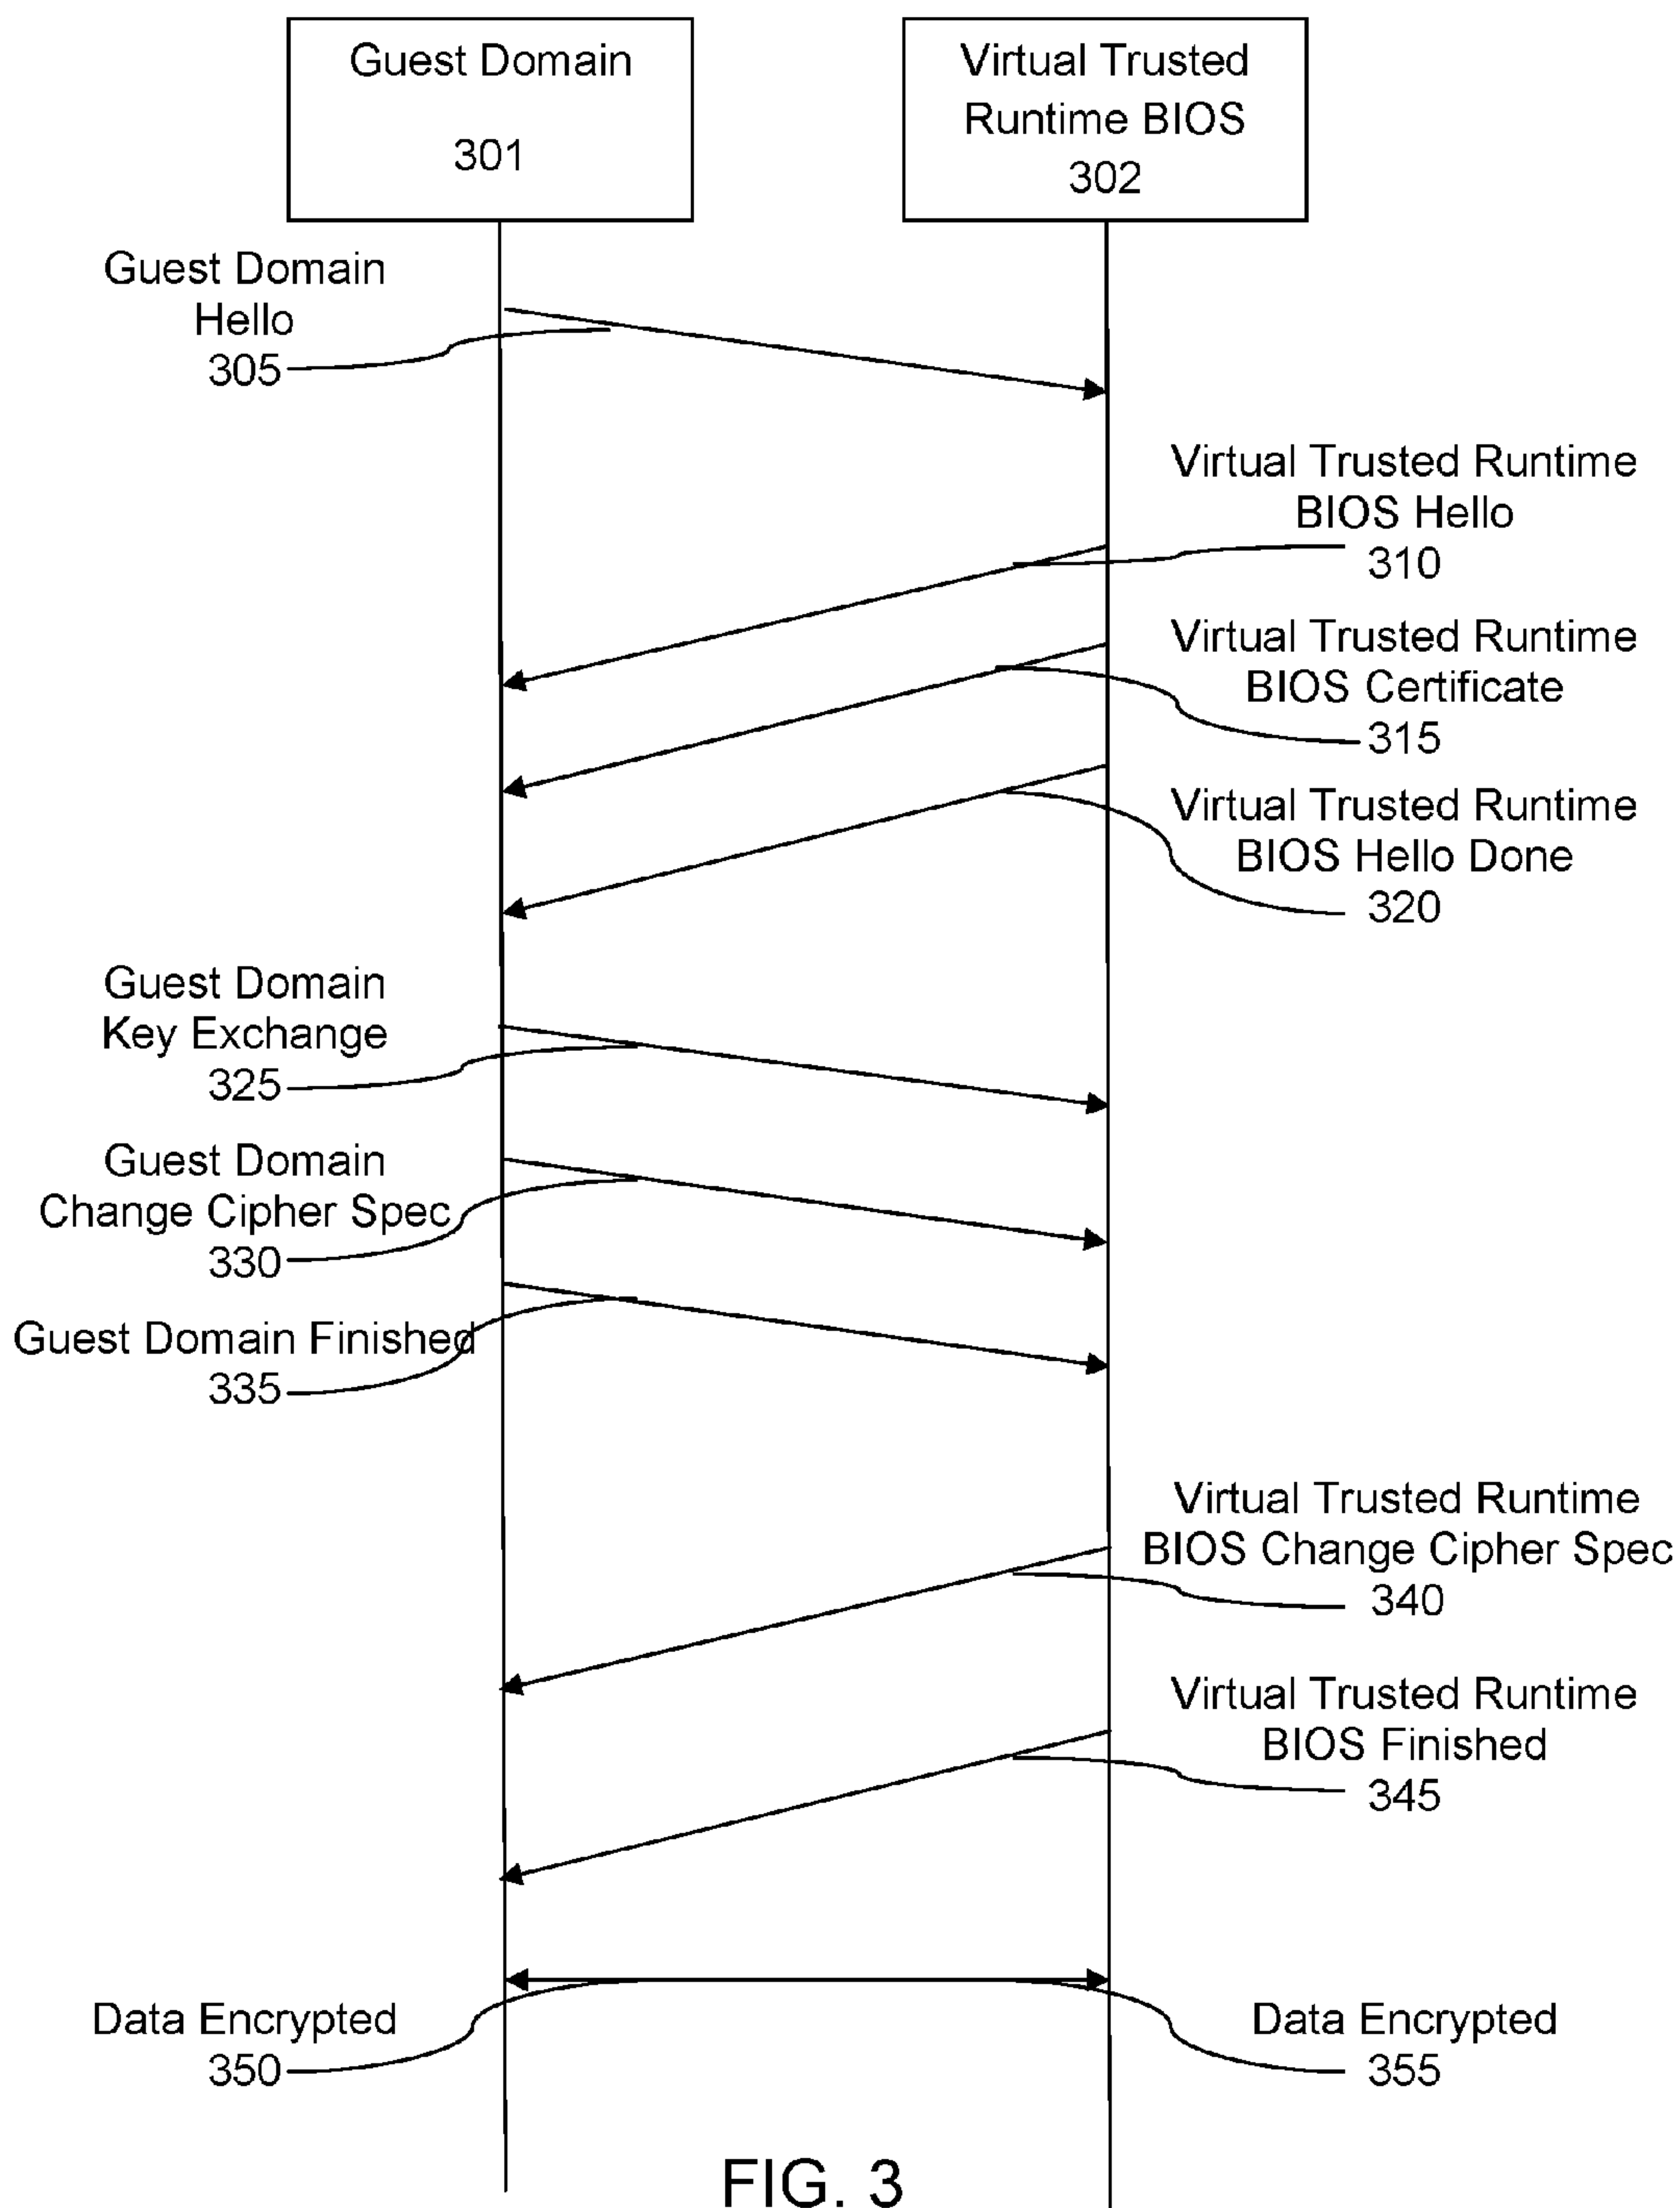 Guest Domain
301
Virtual Trusted
Runtime BIOS
302
Guest Domain
Hello
305
Virtual Trusted Runtime
BIOS Hello
310
Virtual Trusted Runtime
BIOS Certificate
315
Virtual Trusted Runtime
BIOS Hello Done
320
Guest Domain
Key Exchange
325
Guest Domain
Change Cipher Spec
330
Guest Domain Finished
335
Virtual Trusted Runtime
BIOS Change Cipher Spec
340
Virtual Trusted Runtime
BIOS Finished
345
Data Encrypted
350
Data Encrypted
355
FIG. 3